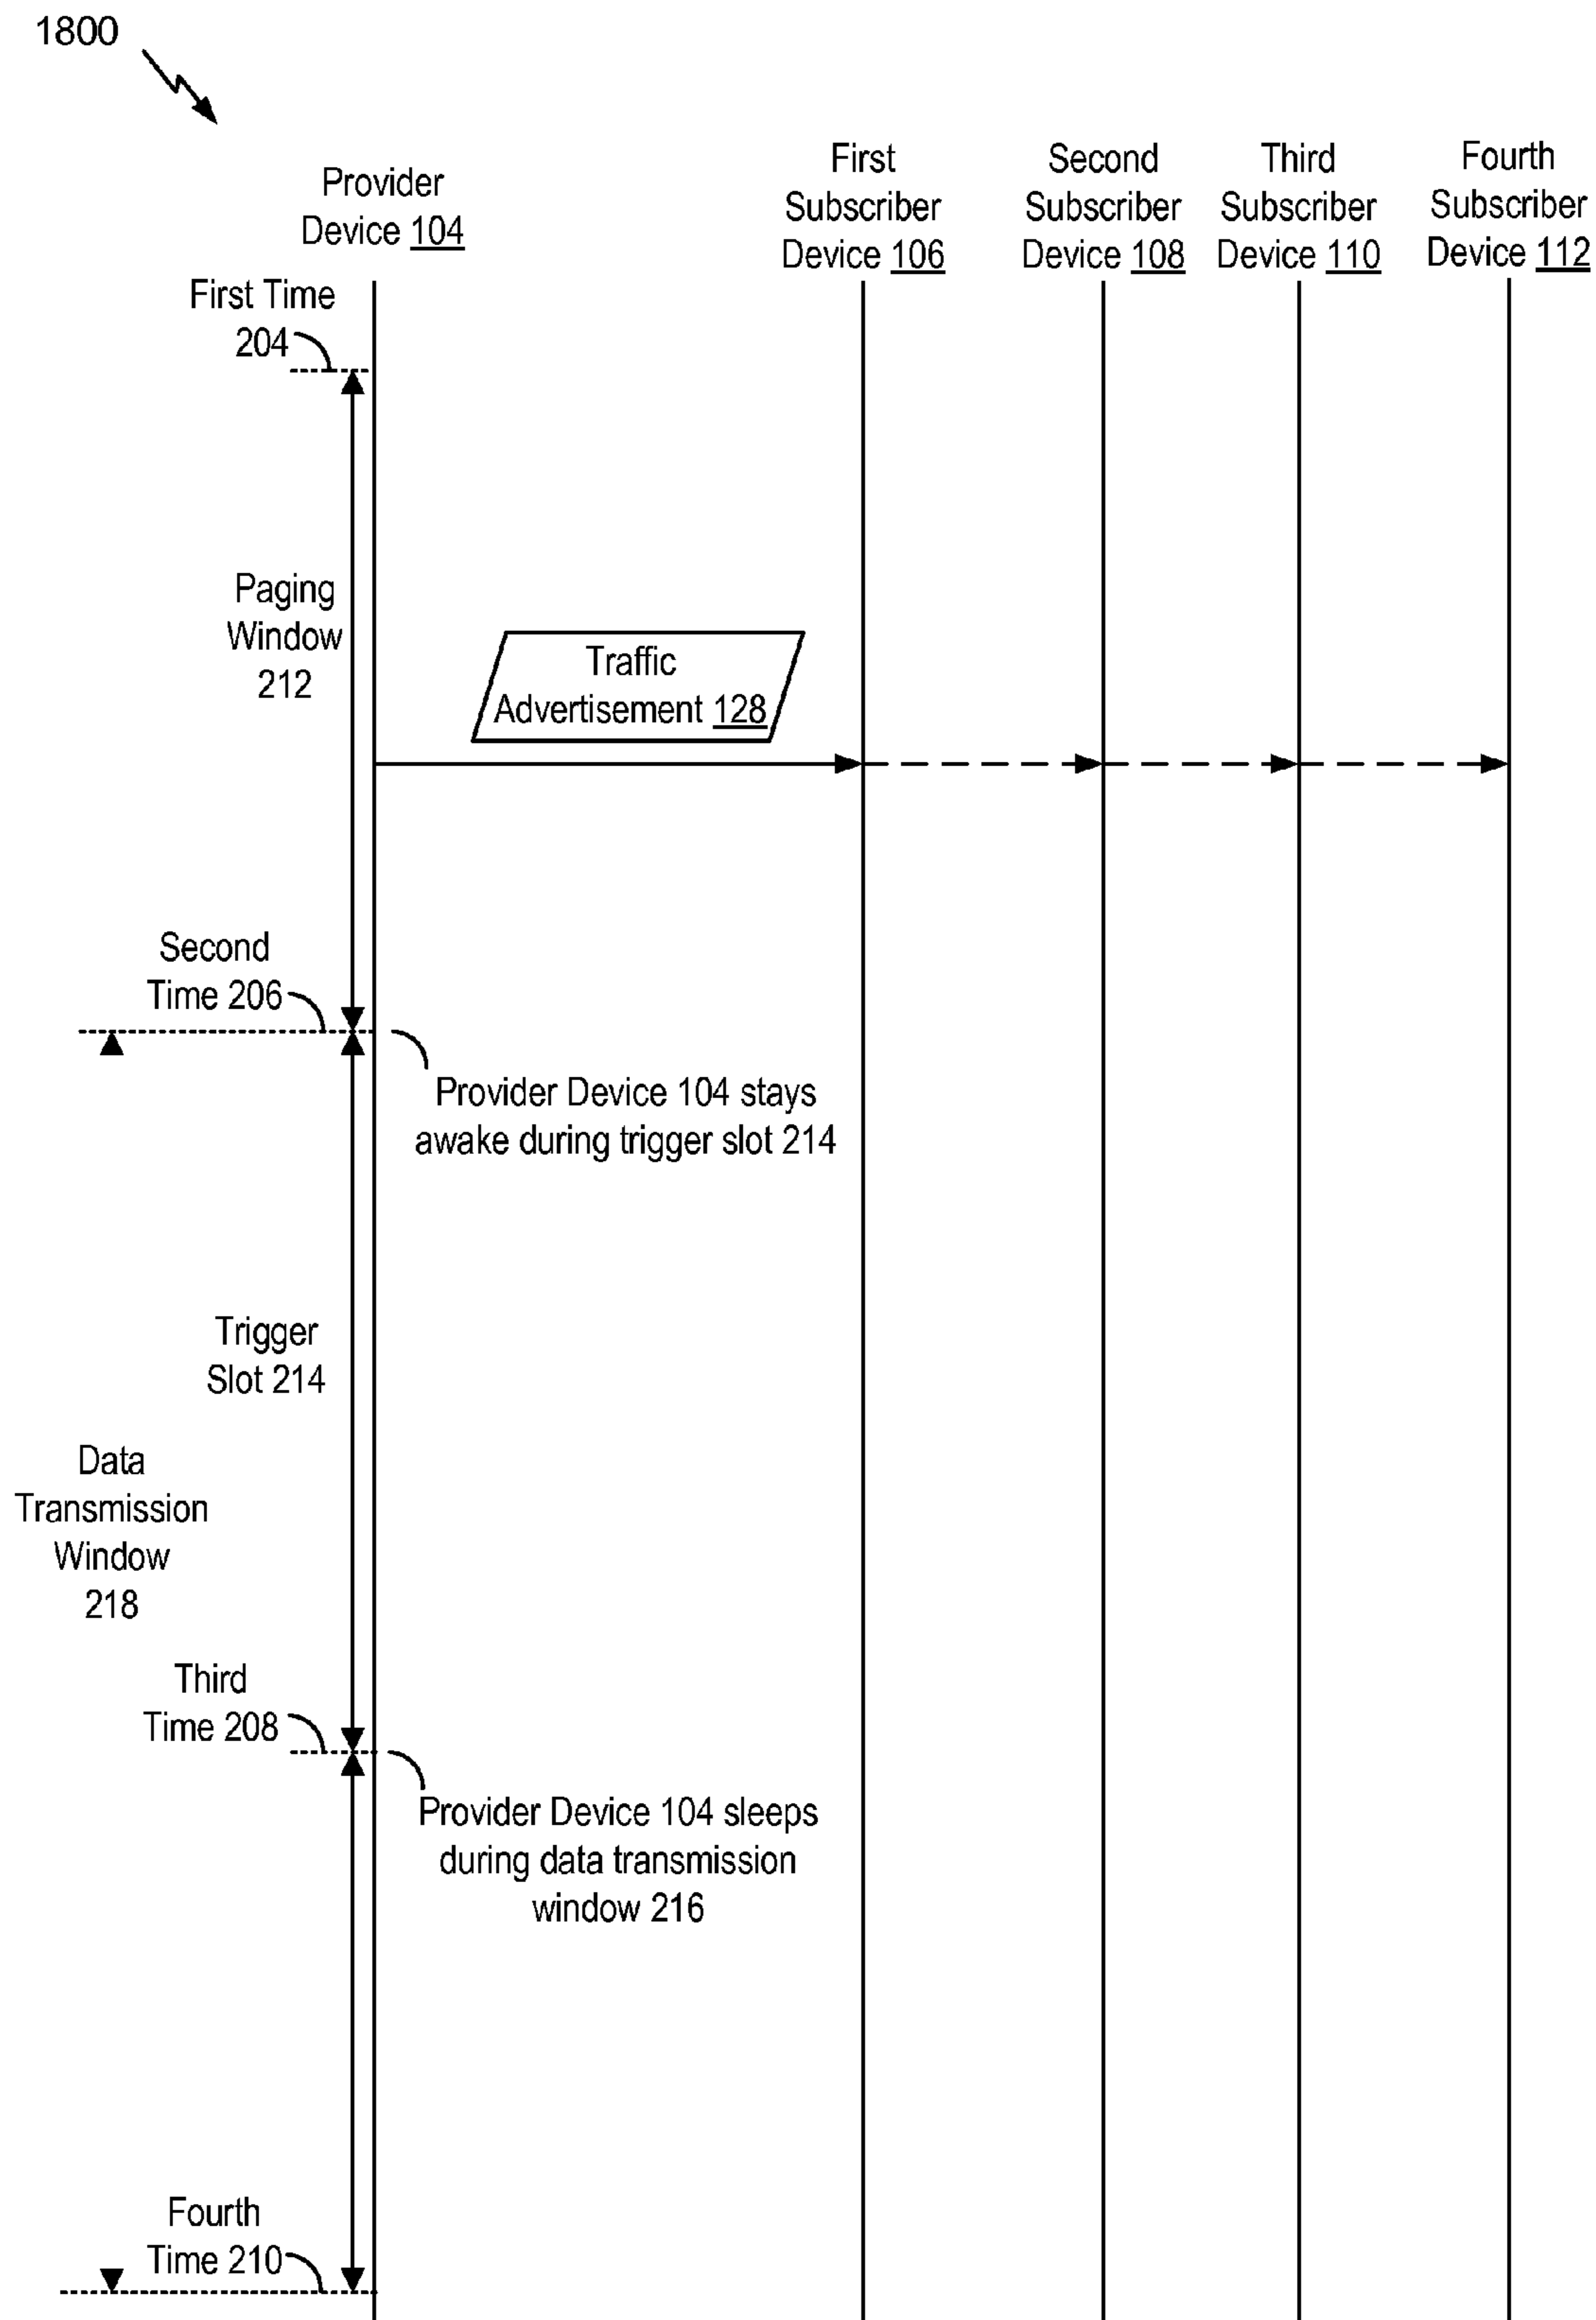 1800
Provider
Device 104
First
Subscriber
Device 106
Second
Subscriber
Device 108
Third
Subscriber
Device 110
Fourth
Subscriber
Device 112
First Time
204
Paging
Window
212
Traffic
Advertisement 128
Second
Time 206
Provider Device 104 stays
awake during trigger slot 214
Trigger
Slot 214
Data
Transmission
Window
218
Third
Time 208
Provider Device 104 sleeps
during data transmission
window 216
Fourth
Time 210